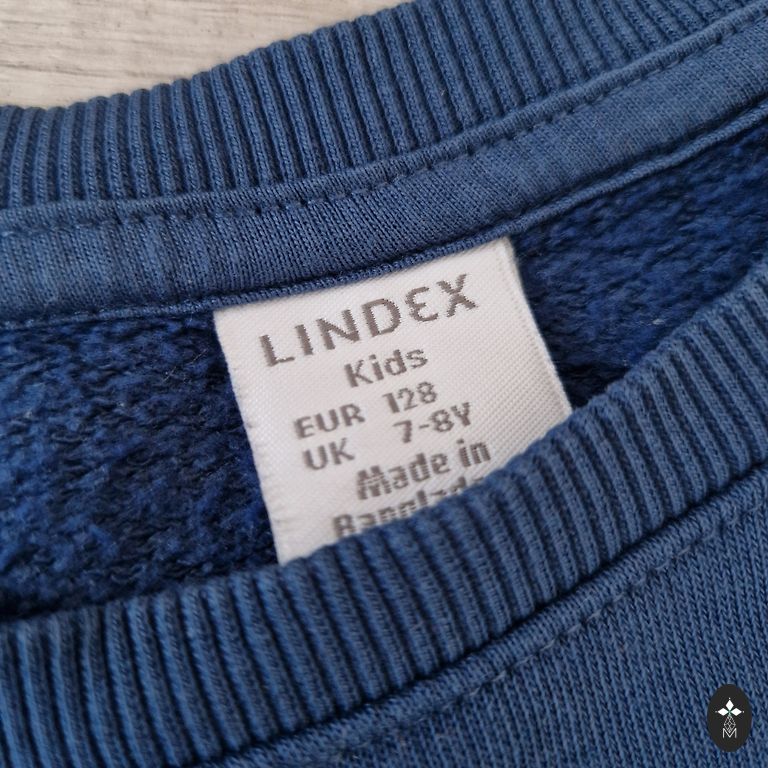 LINDEX
Kids
EUR 128
UK 7-8Y
Made in
M